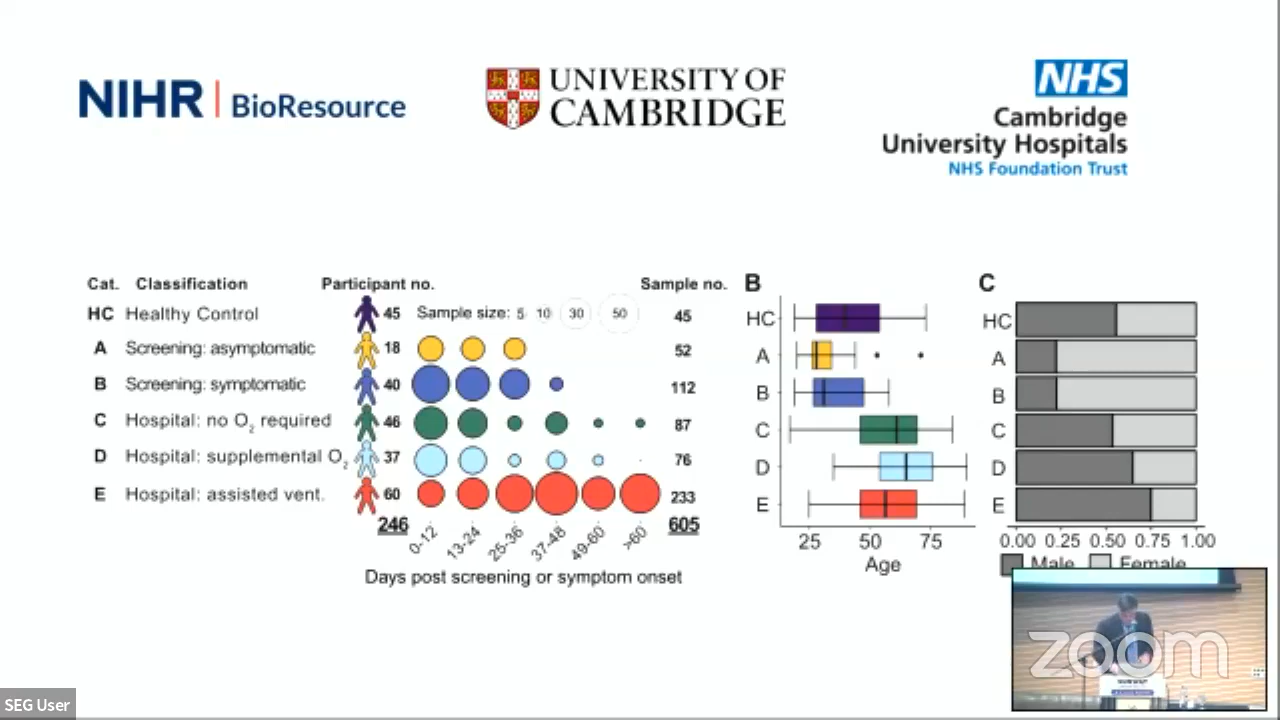 NIHR | BioResource
UNIVERSITY OF
CAMBRIDGE
NHS
Cambridge
University Hospitals
NHS Foundation Trust
Cat. Classification Participant no. Sample no.
HC Healthy Control 45 Sample size: 5 10 30 50 45
A Screening: asymptomatic 18 52
B Screening: symptomatic 40 112
C Hospital: no O2 required 46 87
D Hospital: supplemental O2 37 76
E Hospital: assisted vent. 60 233
246 605
0-12 13-24 25-36 37-48 49-60 >60
Days post screening or symptom onset
B
HC
A
B
C
D
E
25 50 75
Age
C
HC
A
B
C
D
E
0.00 0.25 0.50 0.75 1.00
Male Female
zoom
SEG User